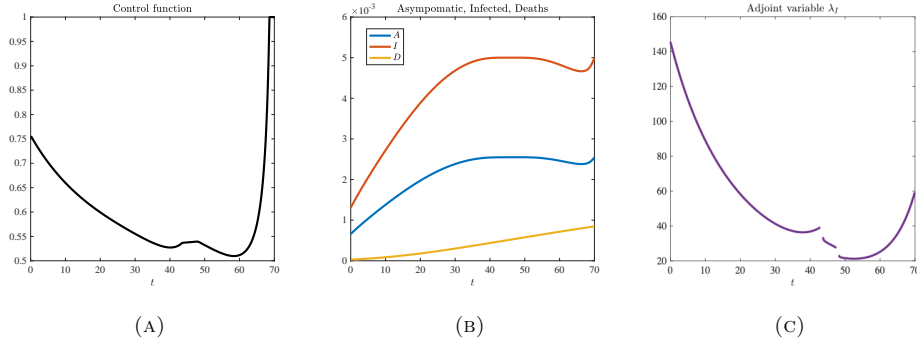 Control function
1
0.95
0.9
0.85
0.8
0.75
0.7
0.65
0.6
0.55
0.5
0 10 20 30 40 50 60 70
t
(A)
Asympomatic, Infected, Deaths
×10⁻³
6
5
4
3
2
1
0
A
I
D
0 10 20 30 40 50 60 70
t
(B)
Adjoint variable λ_I
160
140
120
100
80
60
40
20
0 10 20 30 40 50 60 70
t
(C)